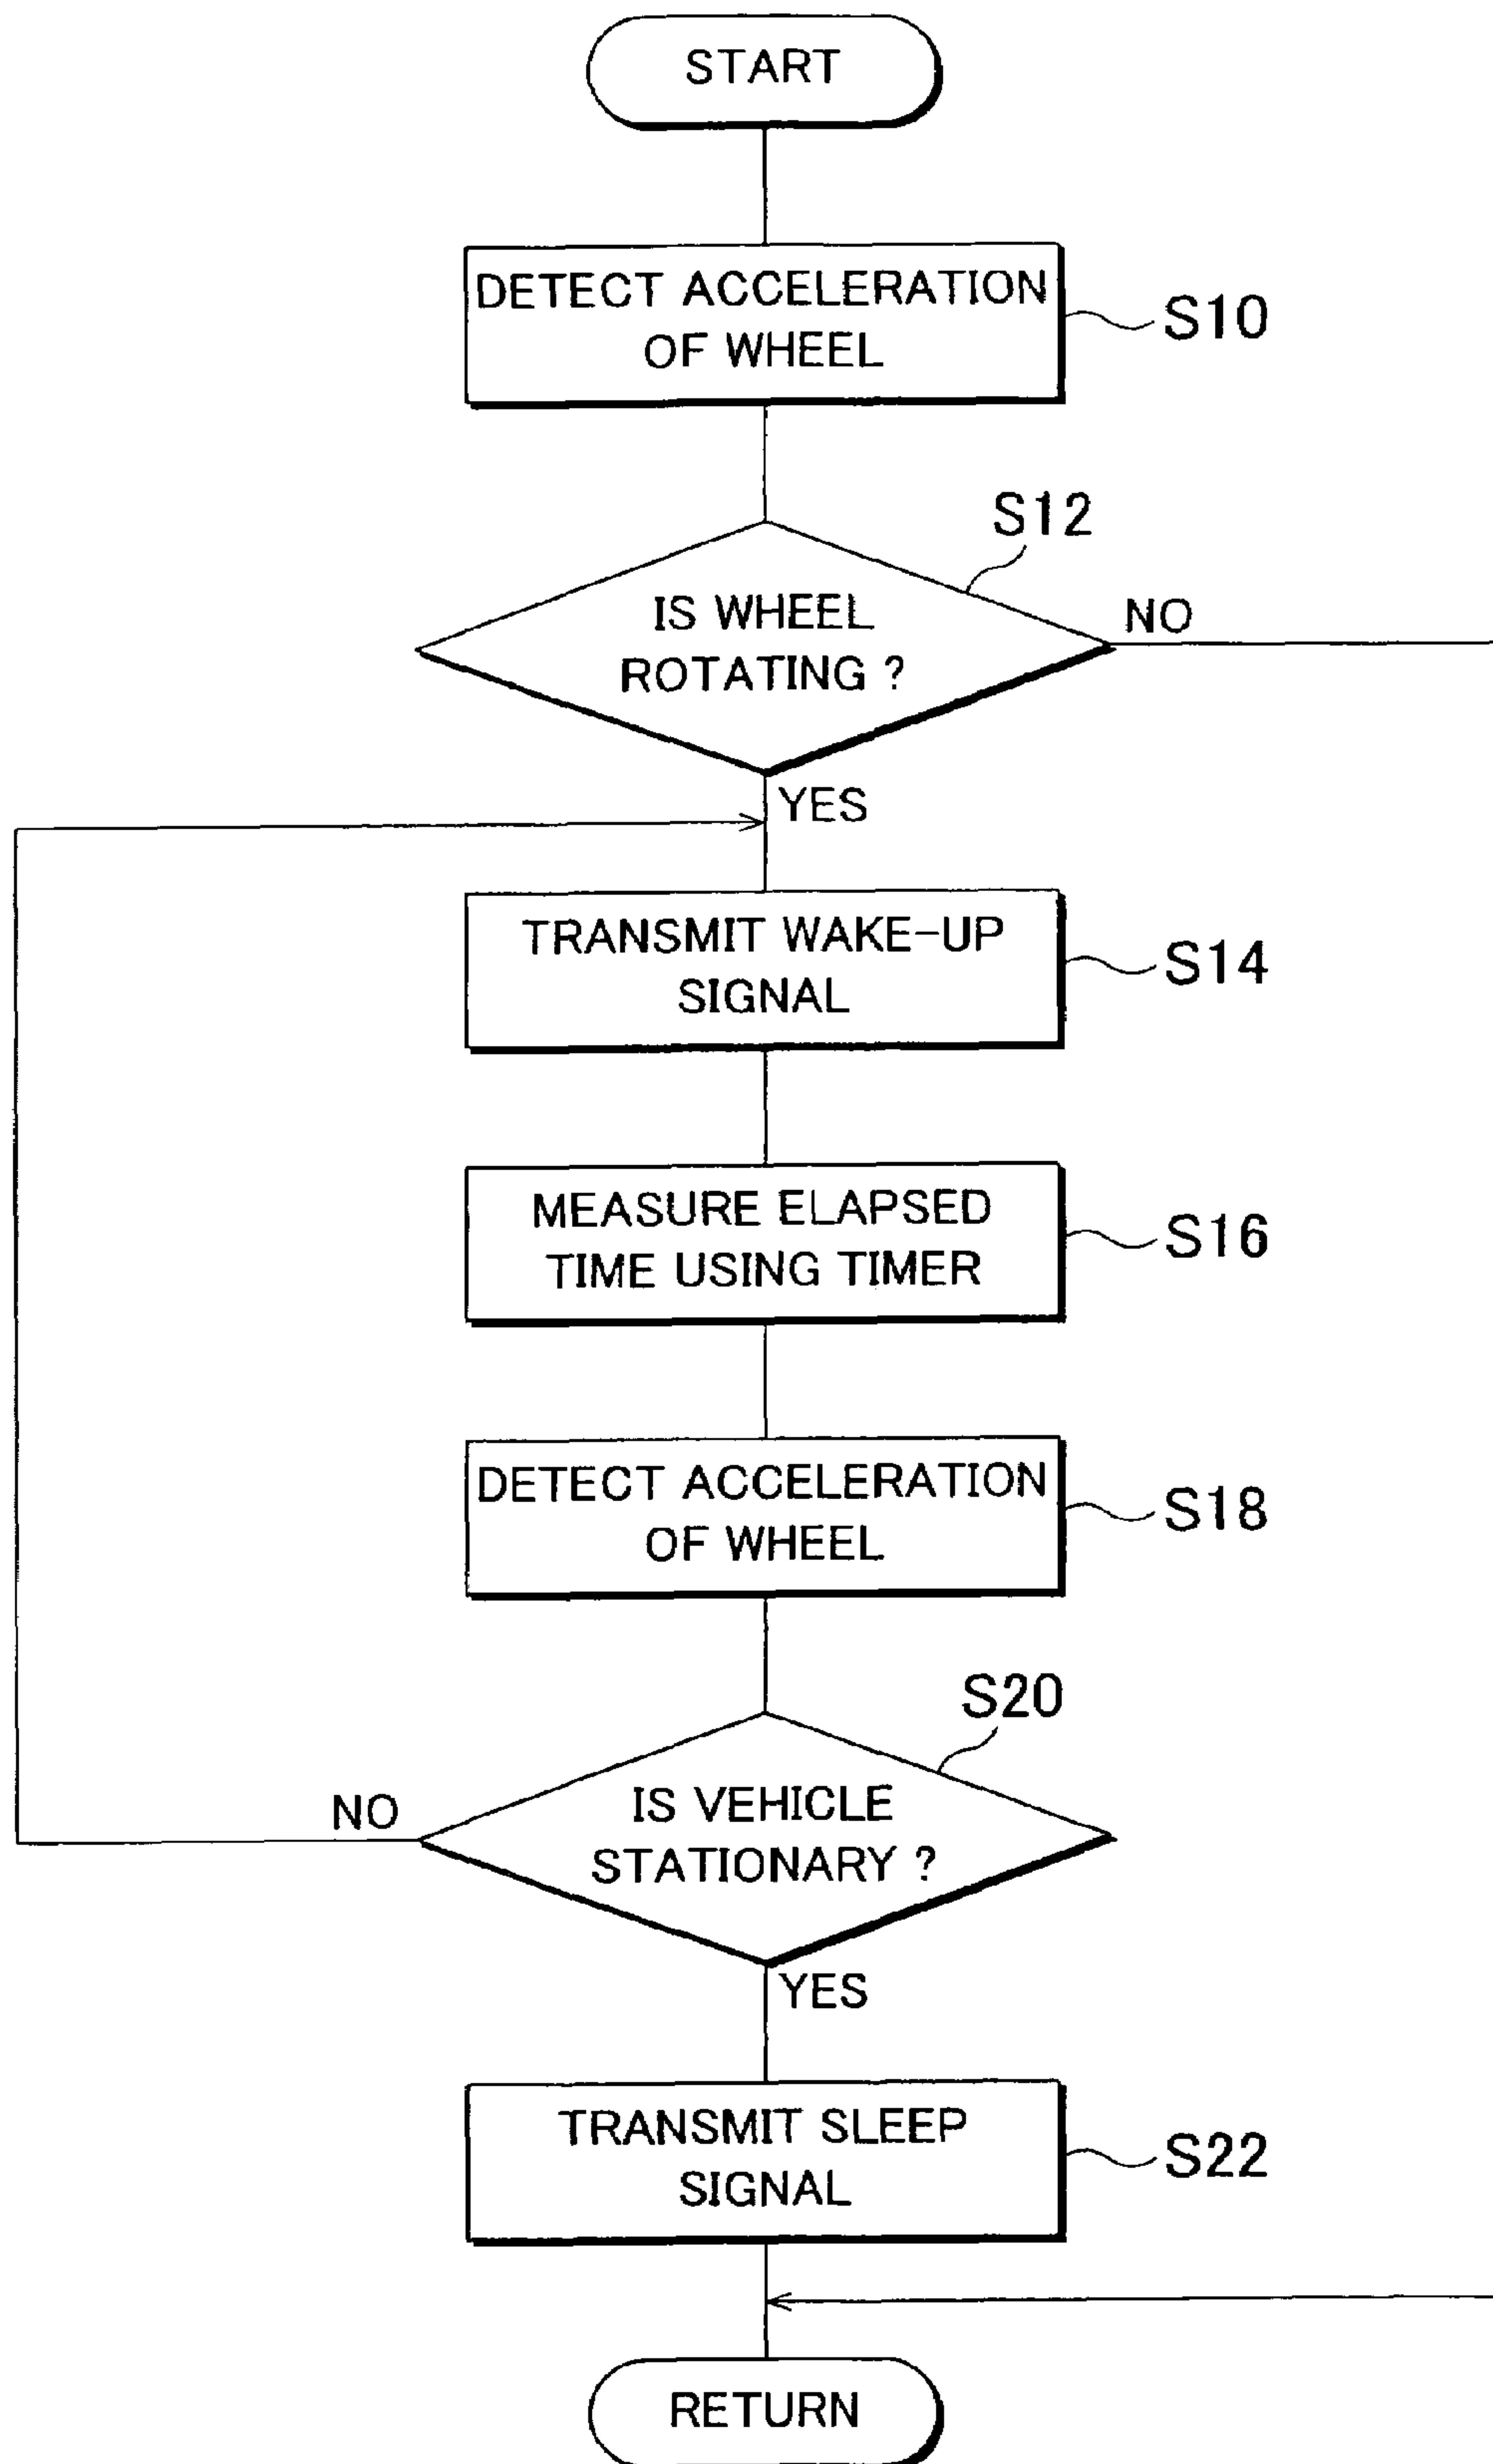 START
DETECT ACCELERATION
OF WHEEL
S10
S12
IS WHEEL
ROTATING ?
NO
YES
TRANSMIT WAKE-UP
SIGNAL
S14
MEASURE ELAPSED
TIME USING TIMER
S16
DETECT ACCELERATION
OF WHEEL
S18
S20
IS VEHICLE
STATIONARY ?
NO
YES
TRANSMIT SLEEP
SIGNAL
S22
RETURN